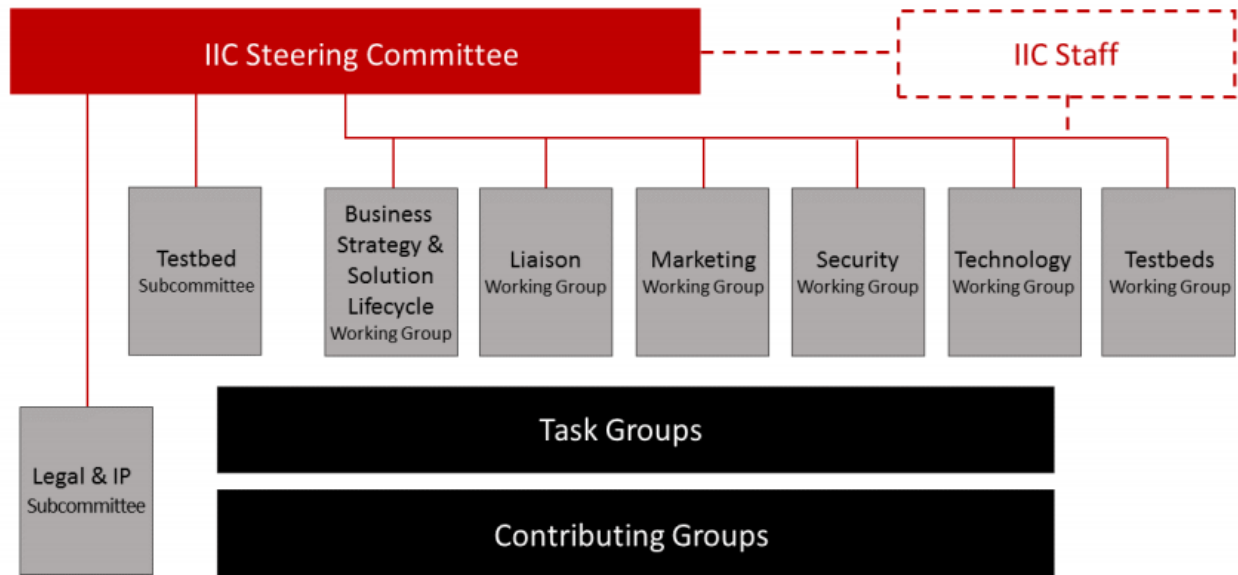 IIC Steering Committee
IIC Staff
Testbed
Subcommittee
Business
Strategy &
Solution
Lifecycle
Working Group
Liaison
Working Group
Marketing
Working Group
Security
Working Group
Technology
Working Group
Testbeds
Working Group
Legal & IP
Subcommittee
Task Groups
Contributing Groups